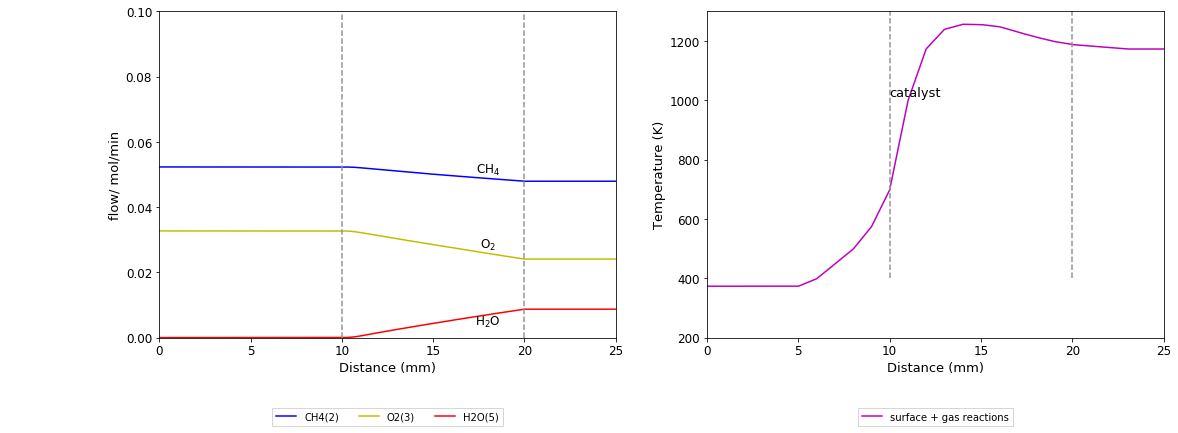 0.10
0.08
0.06
0.04
0.02
0.00
flow/ mol/min
CH4
O2
H2O
0 5 10 15 20 25
Distance (mm)
CH4(2) O2(3) H2O(5)
1200
1000
800
600
400
200
Temperature (K)
catalyst
0 5 10 15 20 25
Distance (mm)
surface + gas reactions